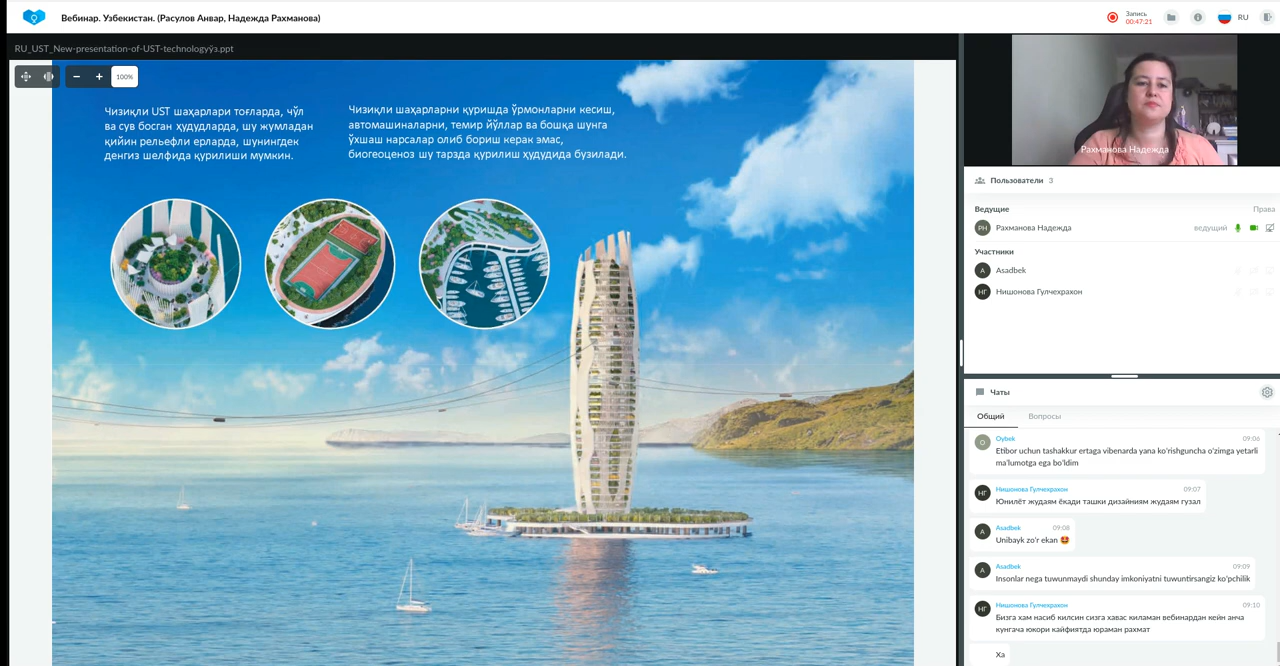 Вебинар. Узбекистан. (Расулов Анвар, Надежда Рахманова)
Запись
00:47:21
RU
RU_UST_New-presentation-of-UST-technologyўз.ppt
100%
Чизиқли UST шаҳарлари тоғларда, чўл
ва сув босган ҳудудларда, шу жумладан
қийин рельефли ерларда, шунингдек
денгиз шелфида қурилиши мумкин.
Чизиқли шаҳарларни қуришда ўрмонларни кесиш,
автомашиналарни, темир йўллар ва бошқа шунга
ўхшаш нарсалар олиб бориш керак эмас,
биогеоценоз шу тарзда қурилиш ҳудудида бузилади.
Рахманова Надежда
Пользователи 3
Ведущие Права
РН Рахманова Надежда ведущий
Участники
A Asadbek
НГ Нишонова Гулчехрахон
Чаты
Общий Вопросы
O Oybek 09:06
Etibor uchun tashakkur ertaga vibenarda yana ko'rishguncha o'zimga yetarli
ma'lumotga ega bo'ldim
НГ Нишонова Гулчехрахон 09:07
Юнилёт жудаям ёкади ташки дизайниям жудаям гузал
A Asadbek 09:08
Unibayk zo'r ekan 🤩
A Asadbek 09:09
Insonlar nega tuwunmaydi shunday imkoniyatni tuwuntirsangiz ko'pchilik
НГ Нишонова Гулчехрахон 09:10
Бизга хам насиб килсин сизга хавас киламан вебинардан кейн анча
кунгача юкори кайфиятда юраман рахмат
Ха